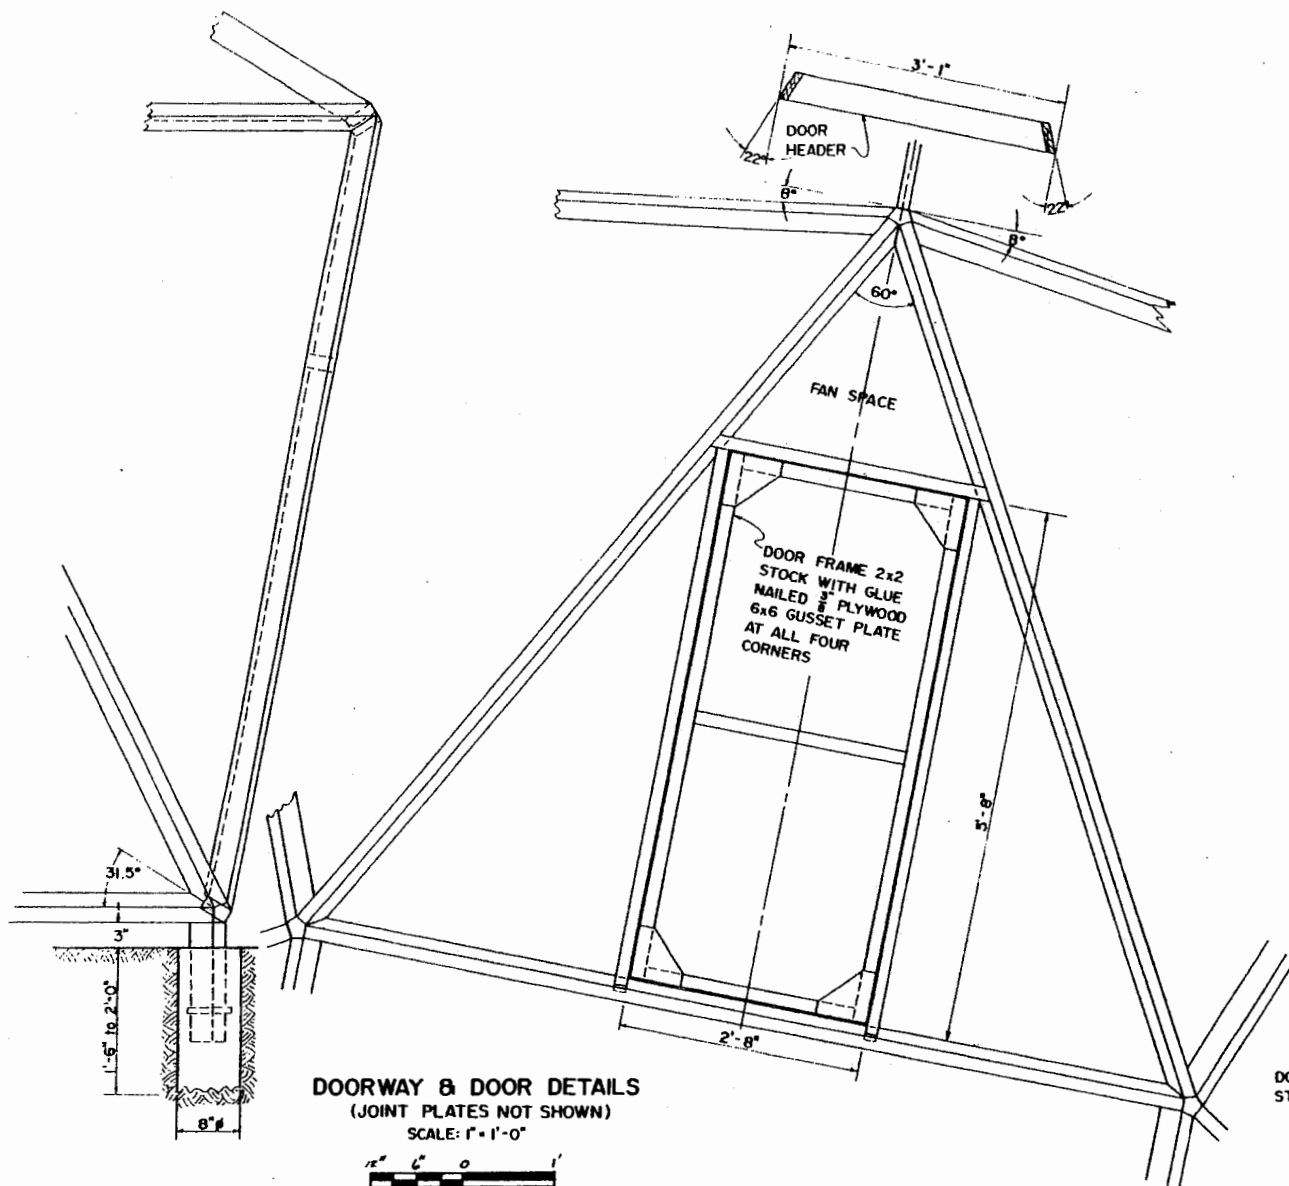 3'-1"
DOOR
HEADER
22°
22°
8°
8°
60°
FAN SPACE
DOOR FRAME 2x2
STOCK WITH GLUE
NAILED 3/8" PLYWOOD
6x6 GUSSET PLATE
AT ALL FOUR
CORNERS
5'-8"
31.5°
3"
1'-6" to 2'-0"
8"ø
2'-8"
DOORWAY & DOOR DETAILS
(JOINT PLATES NOT SHOWN)
SCALE: 1" = 1'-0"
12" 6" 0 1'
DO
ST